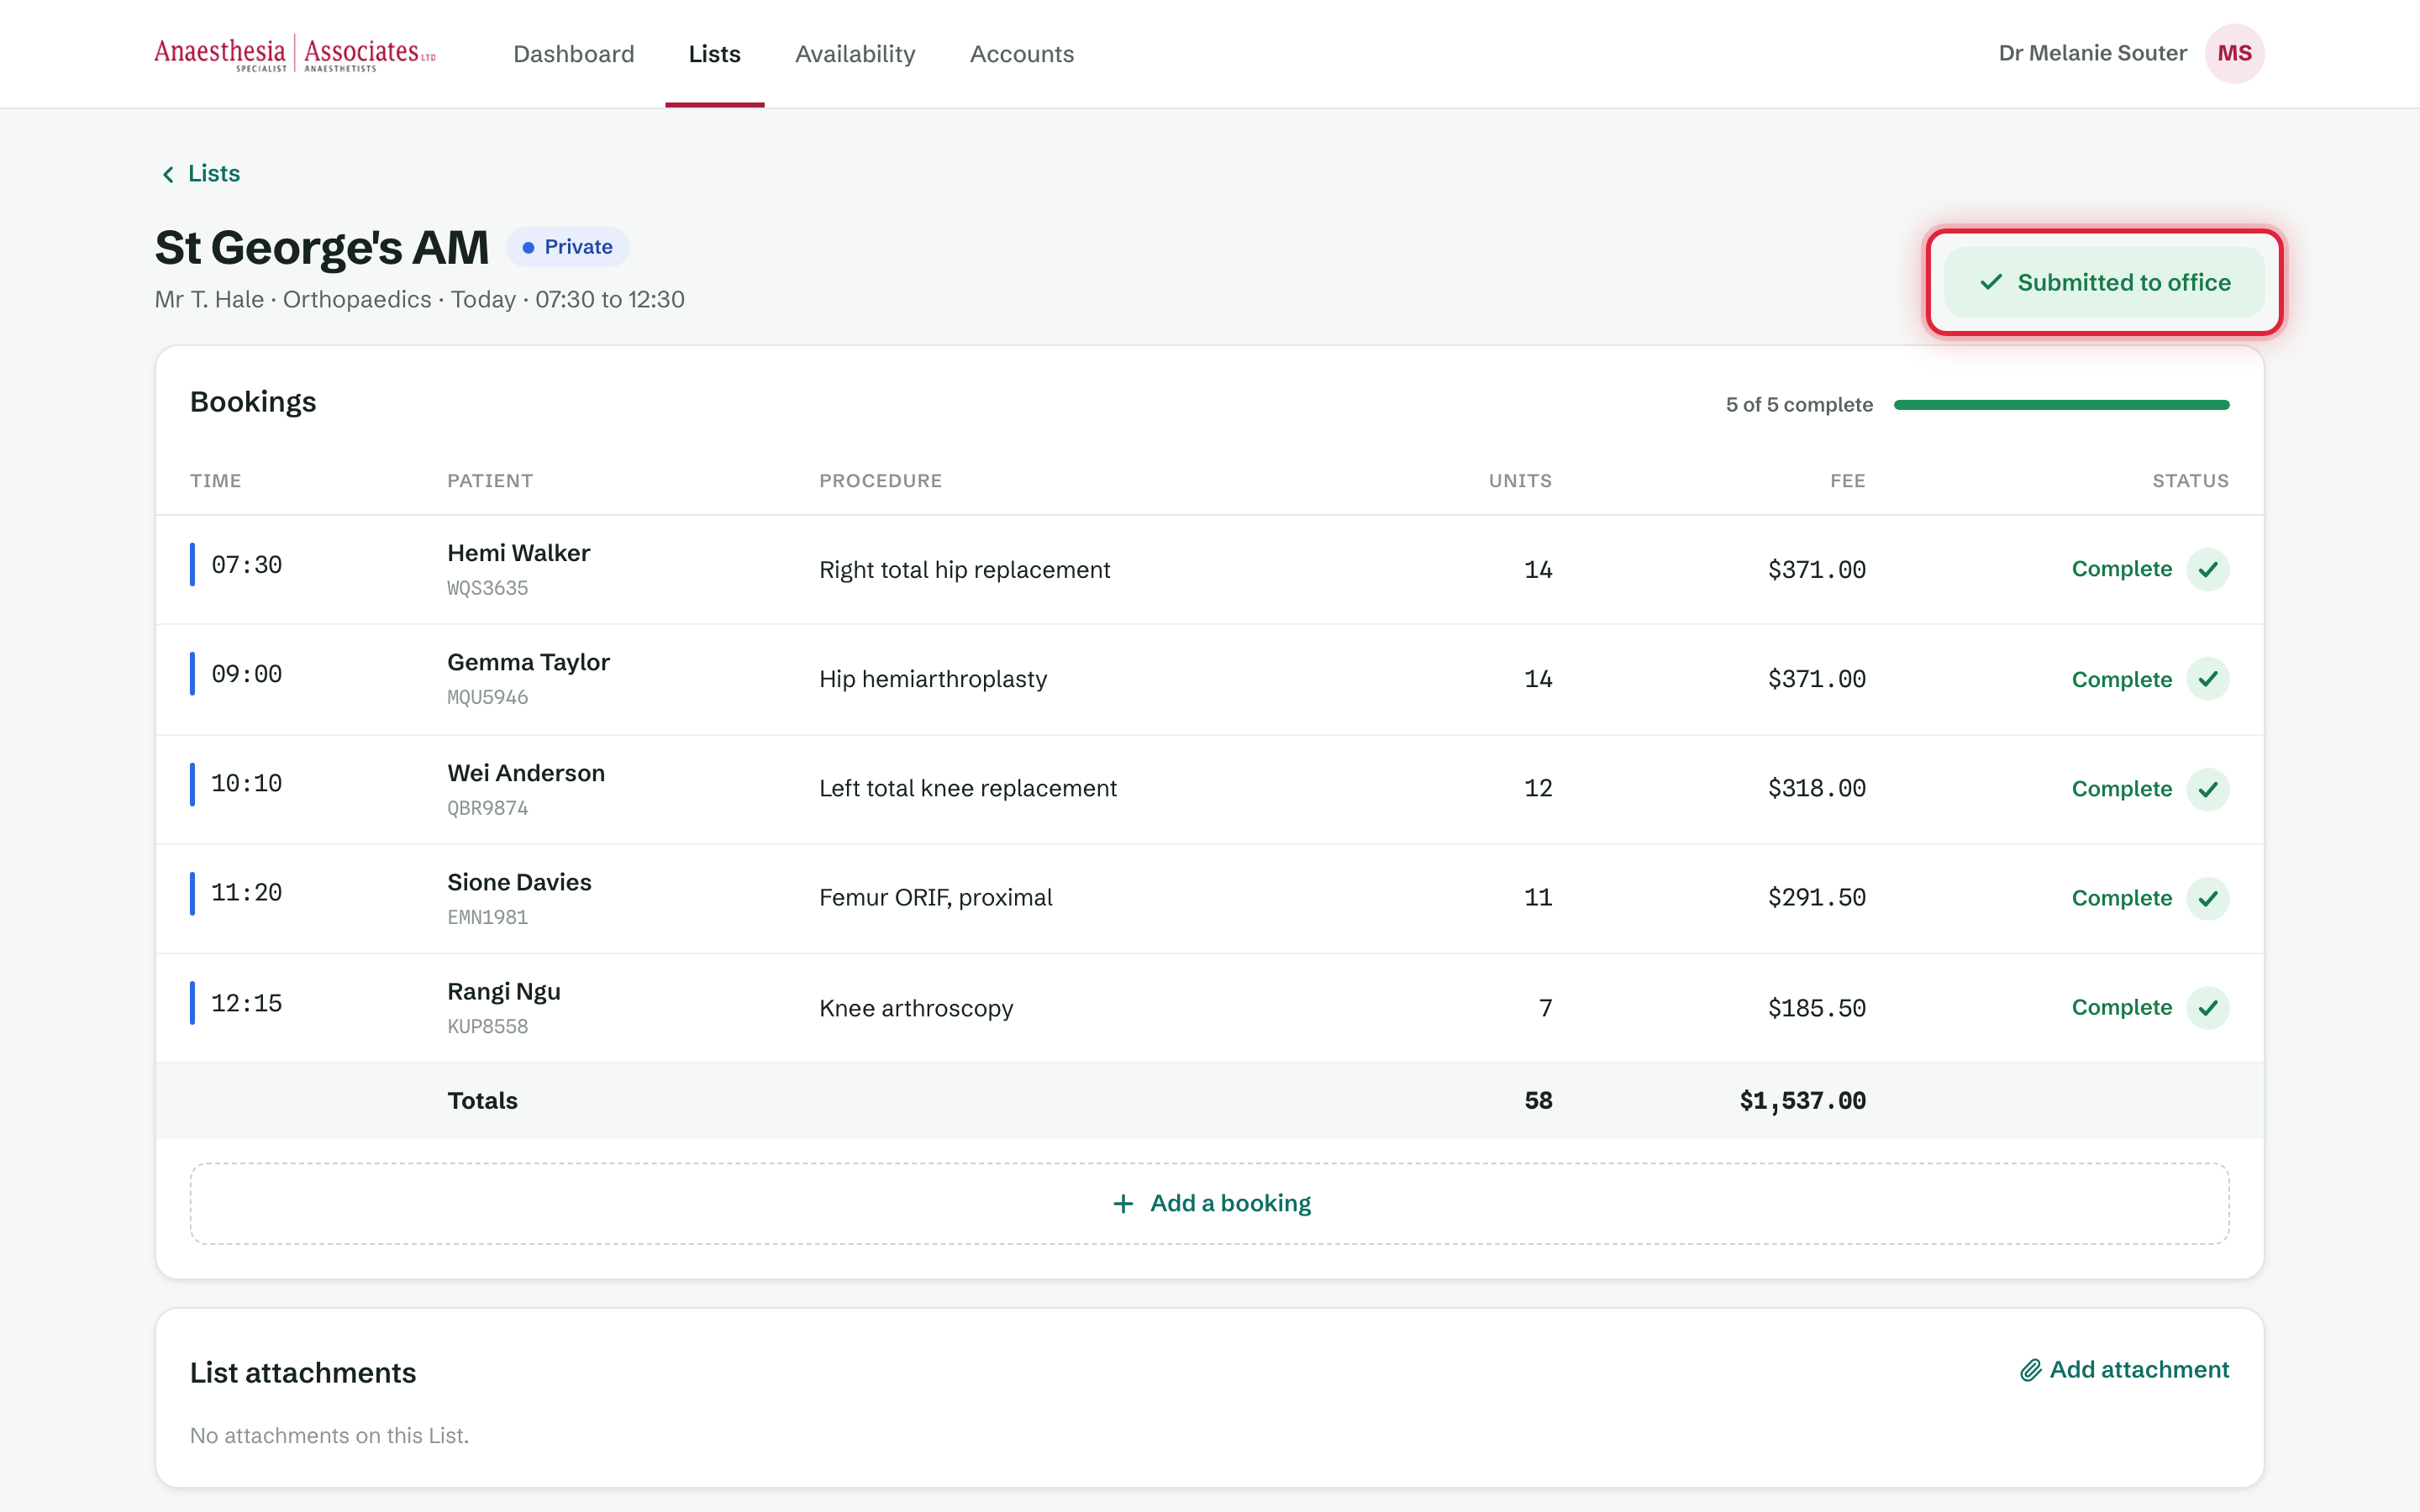 Anaesthesia | Associates LTD
SPECIALIST ANAESTHETISTS
Dashboard
Lists
Availability
Accounts
Dr Melanie Souter
MS
Lists
St George's AM
Private
Mr T. Hale · Orthopaedics · Today · 07:30 to 12:30
Submitted to office
Bookings
5 of 5 complete
TIME PATIENT PROCEDURE UNITS FEE STATUS
07:30 Hemi Walker Right total hip replacement 14 $371.00 Complete
WQS3635
09:00 Gemma Taylor Hip hemiarthroplasty 14 $371.00 Complete
MQU5946
10:10 Wei Anderson Left total knee replacement 12 $318.00 Complete
QBR9874
11:20 Sione Davies Femur ORIF, proximal 11 $291.50 Complete
EMN1981
12:15 Rangi Ngu Knee arthroscopy 7 $185.50 Complete
KUP8558
Totals 58 $1,537.00
+ Add a booking
List attachments
Add attachment
No attachments on this List.